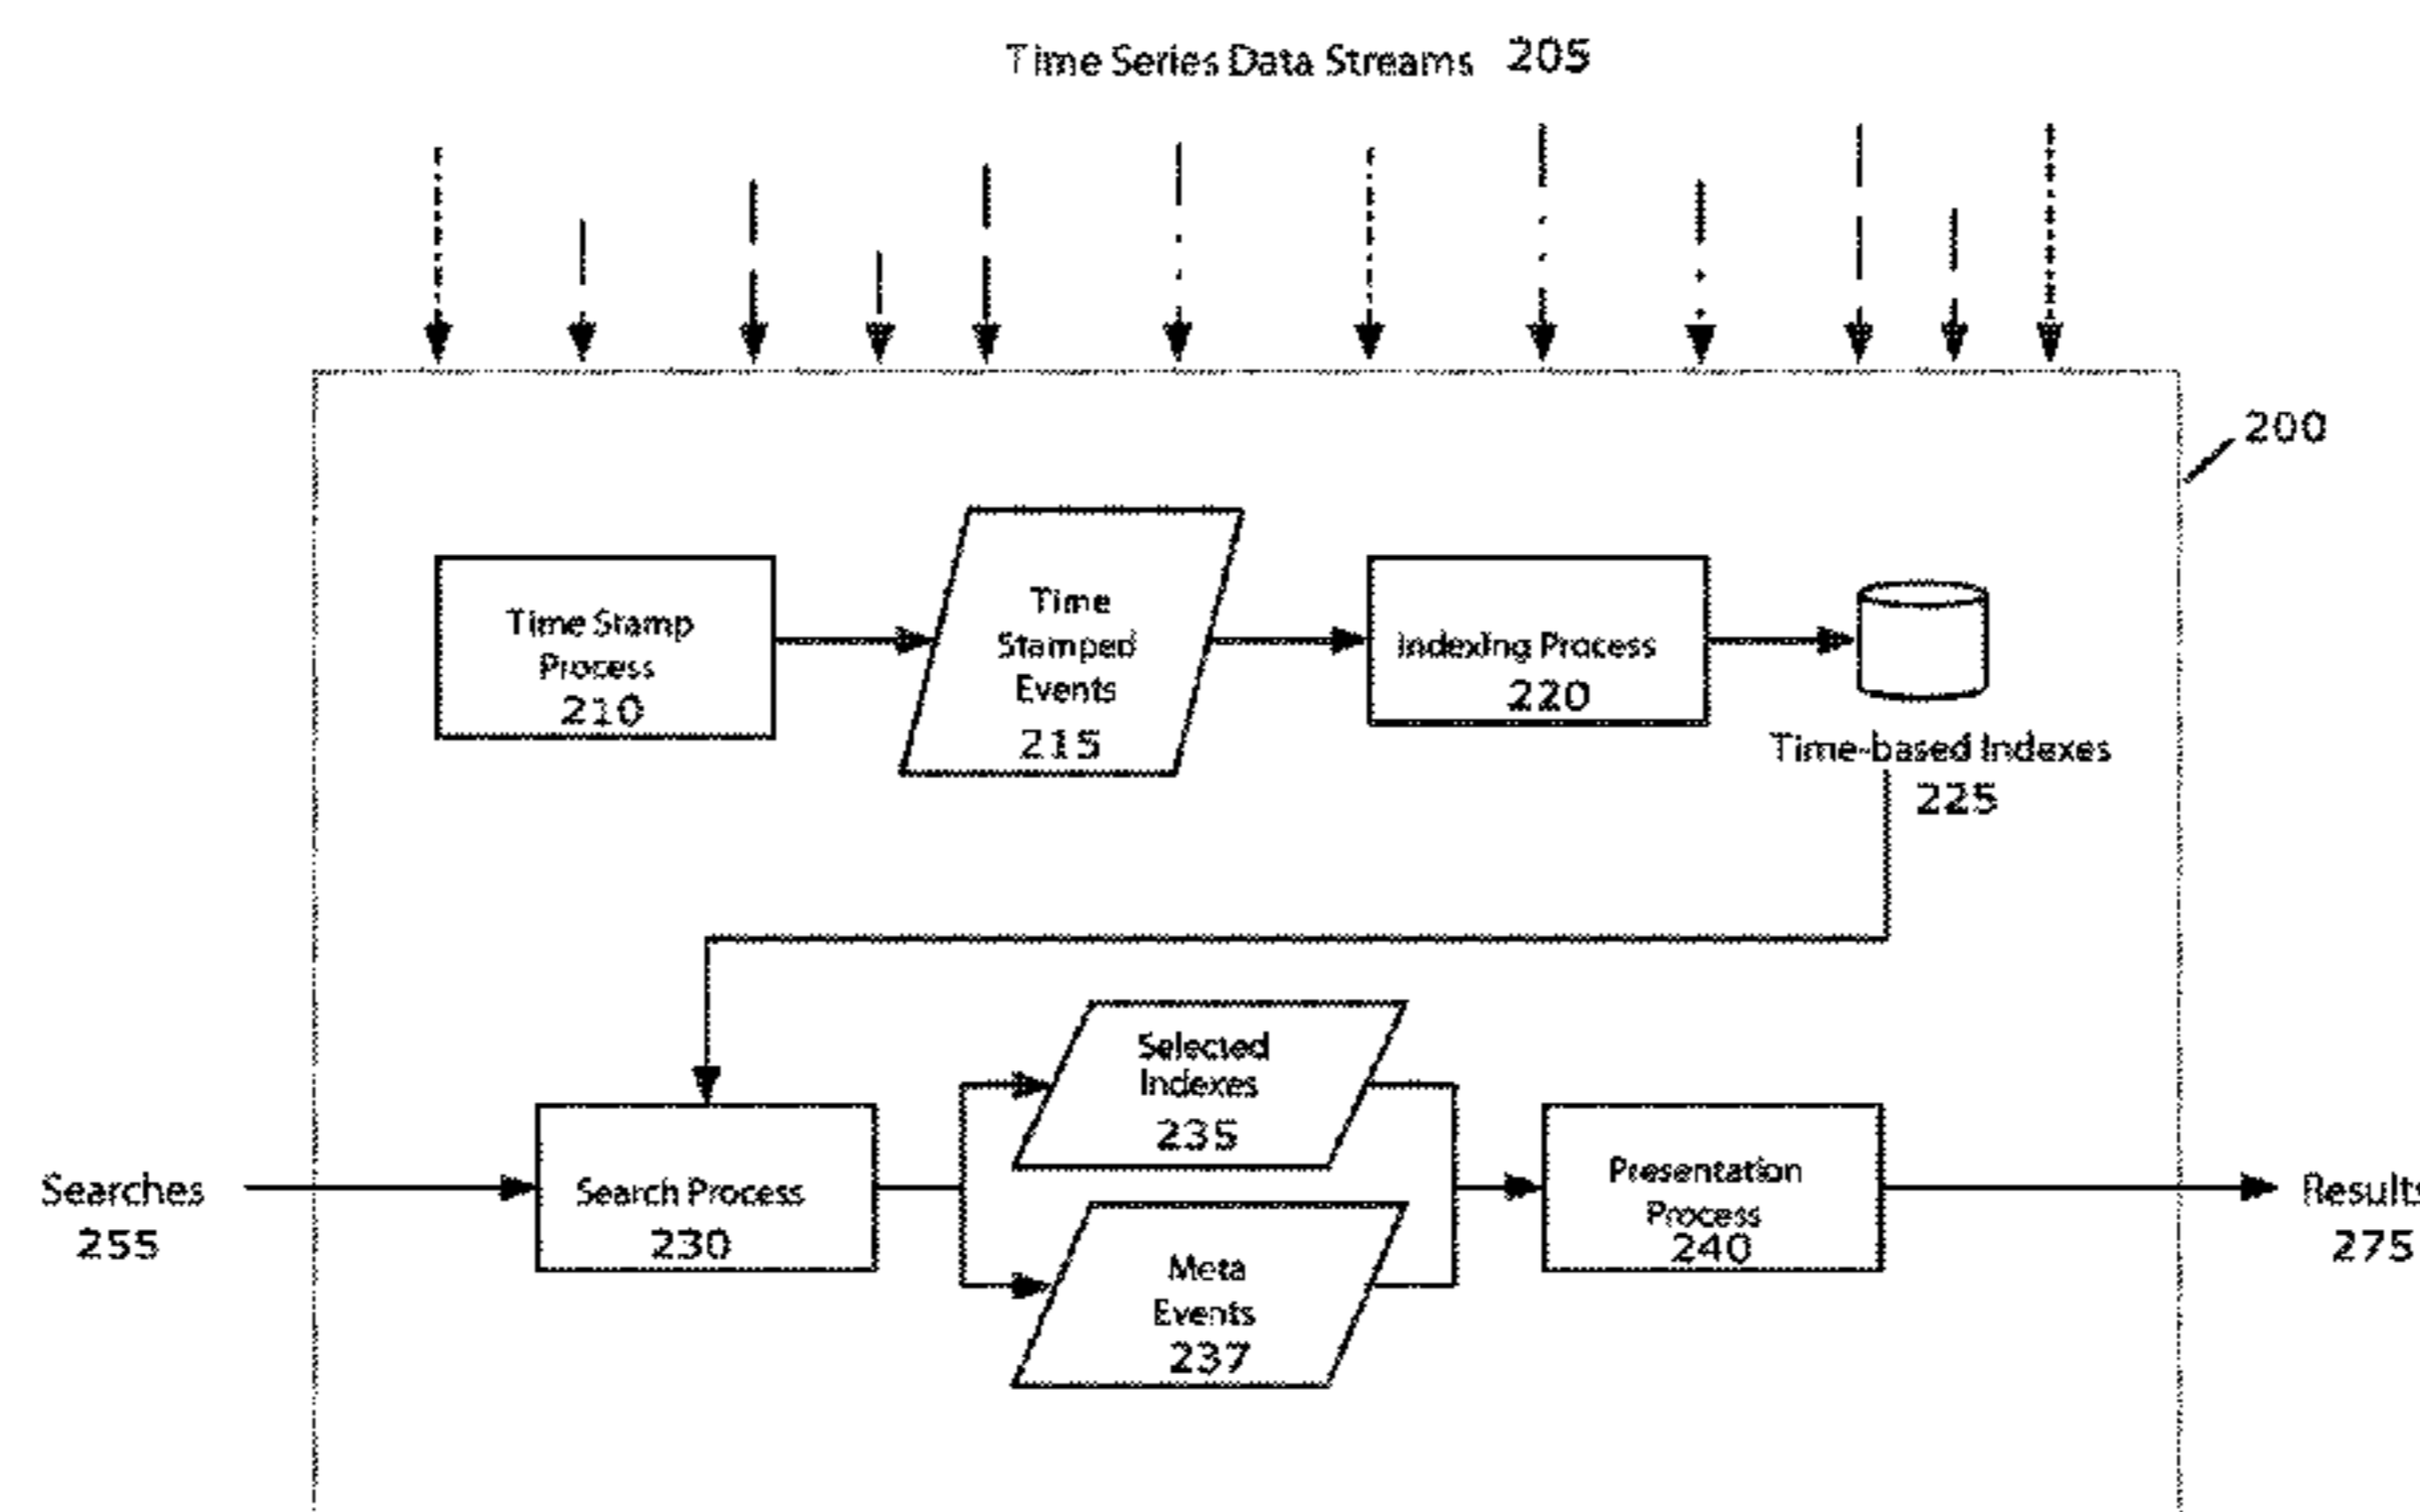 Time Series Data Streams 205
200
Time Stamp
Process
210
Time
Stamped
Events
215
Indexing Process
220
Time-based Indexes
225
Searches
255
Search Process
230
Selected
Indexes
235
Meta
Events
237
Presentation
Process
240
Results
275